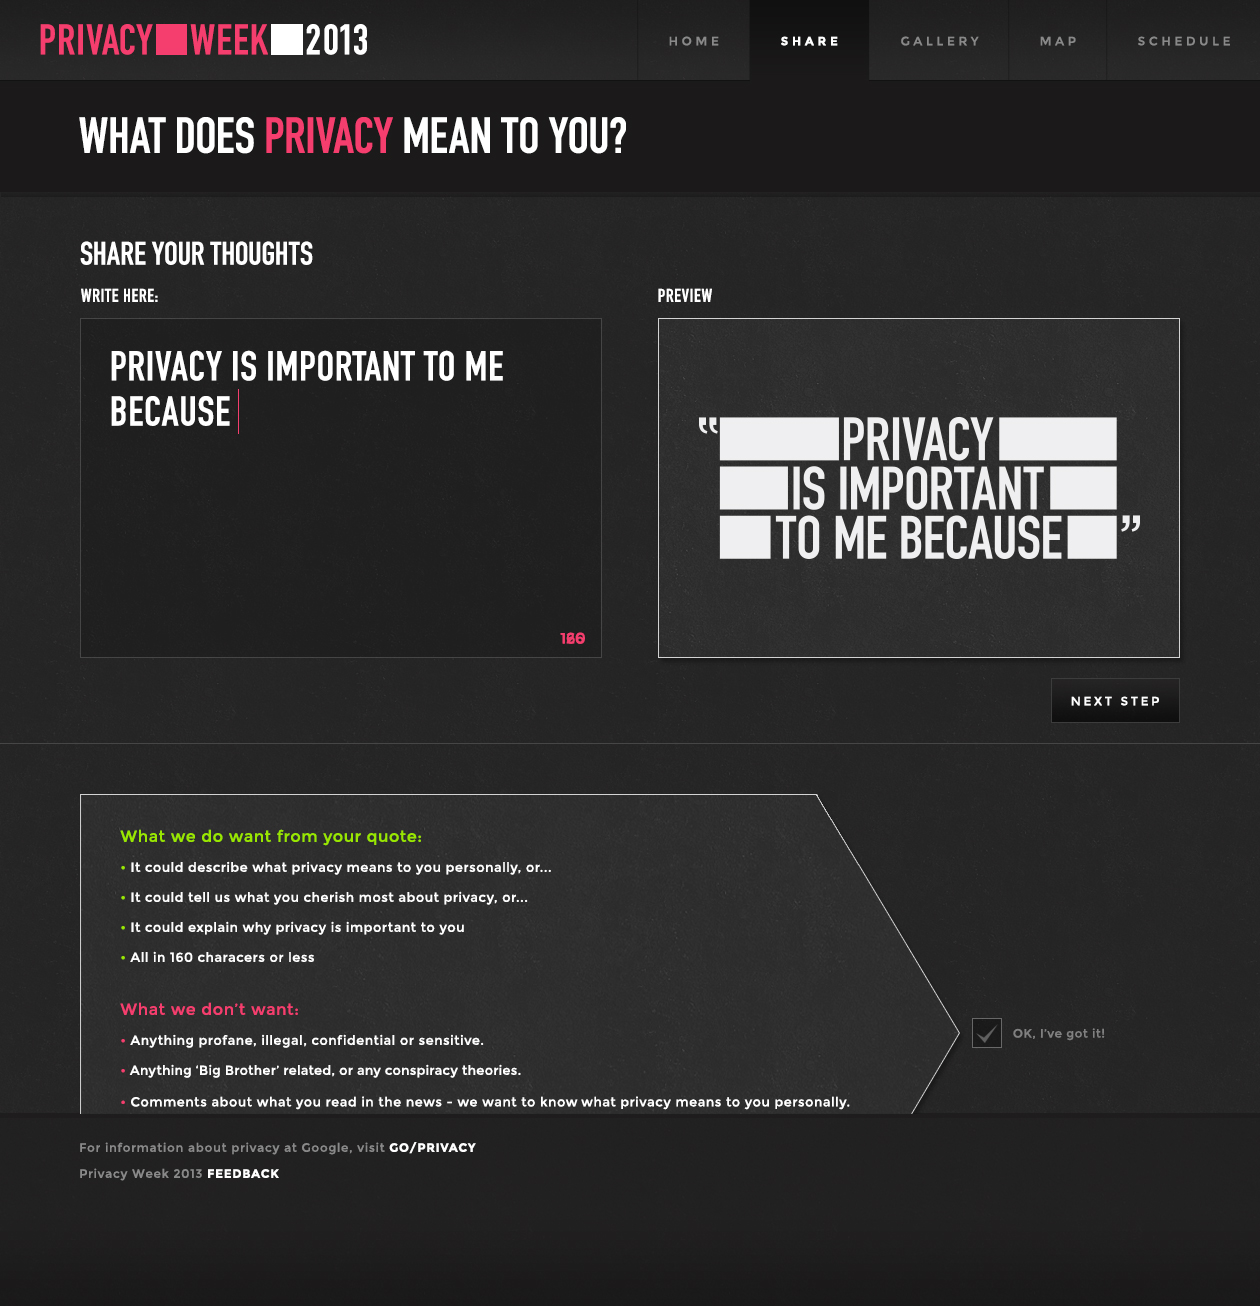 PRIVACY WEEK 2013
HOME SHARE GALLERY MAP SCHEDULE
WHAT DOES PRIVACY MEAN TO YOU?
SHARE YOUR THOUGHTS
WRITE HERE:
PRIVACY IS IMPORTANT TO ME
BECAUSE
PREVIEW
“ PRIVACY
IS IMPORTANT
TO ME BECAUSE ”
NEXT STEP
What we do want from your quote:
• It could describe what privacy means to you personally, or...
• It could tell us what you cherish most about privacy, or...
• It could explain why privacy is important to you
• All in 160 characers or less
What we don’t want:
• Anything profane, illegal, confidential or sensitive.
• Anything ‘Big Brother’ related, or any conspiracy theories.
• Comments about what you read in the news - we want to know what privacy means to you personally.
OK, I’ve got it!
For information about privacy at Google, visit GO/PRIVACY
Privacy Week 2013 FEEDBACK